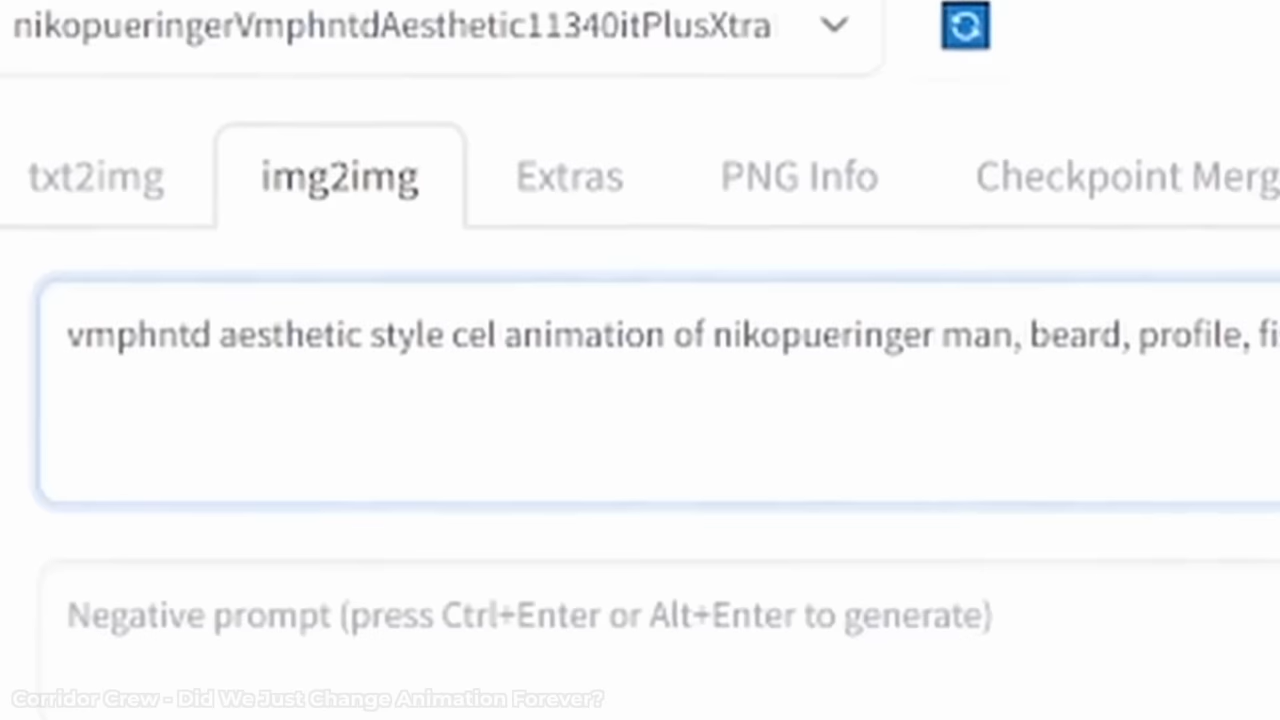 nikopueringerVmphntdAesthetic11340itPlusXtra
txt2img img2img Extras PNG Info Checkpoint Merg
vmphntd aesthetic style cel animation of nikopueringer man, beard, profile, fi
Negative prompt (press Ctrl+Enter or Alt+Enter to generate)
Corridor Crew - Did We Just Change Animation Forever?